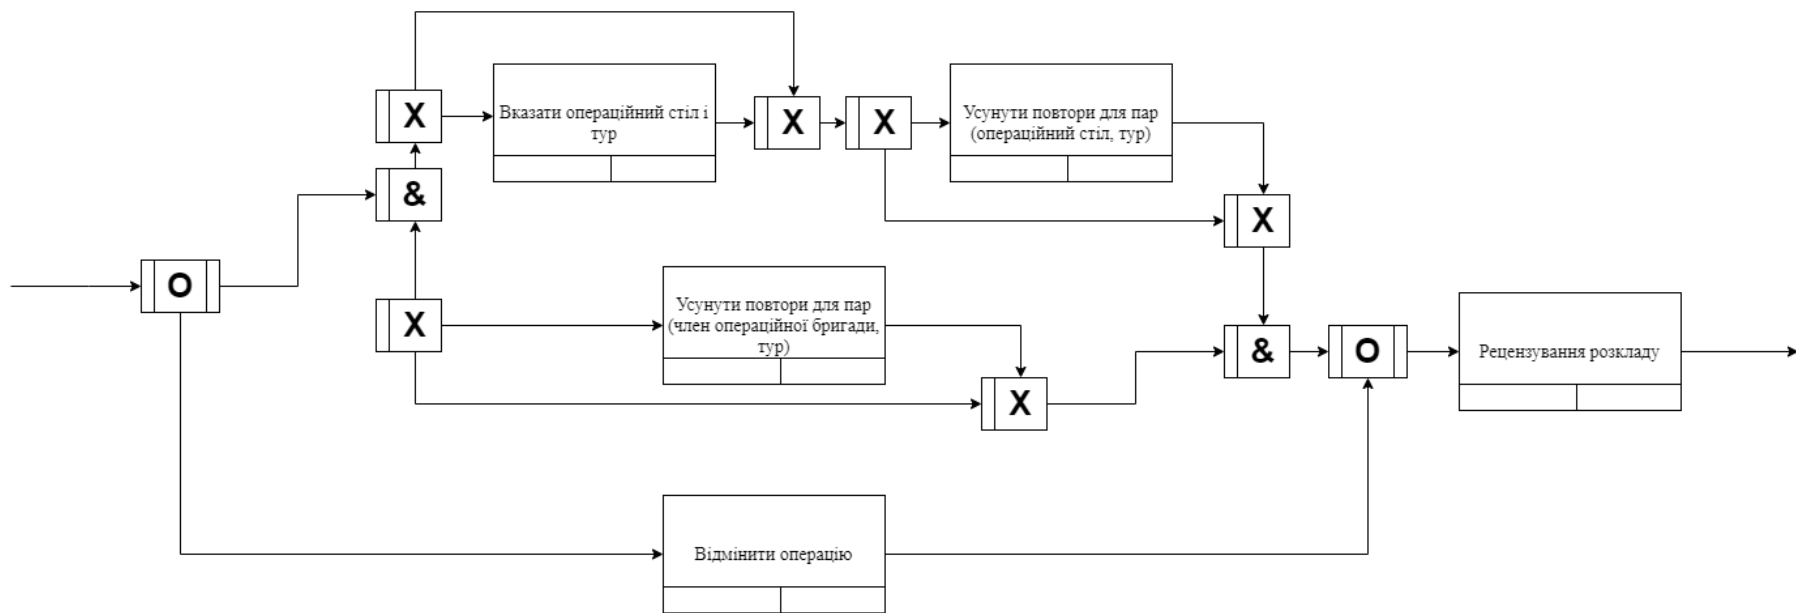 X
Вказати операційний стіл і
тур
X
X
Усунути повтори для пар
(операційний стіл, тур)
&
X
O
X
Усунути повтори для пар
(член операційної бригади,
тур)
X
&
O
Рецензування розкладу
Відмінити операцію